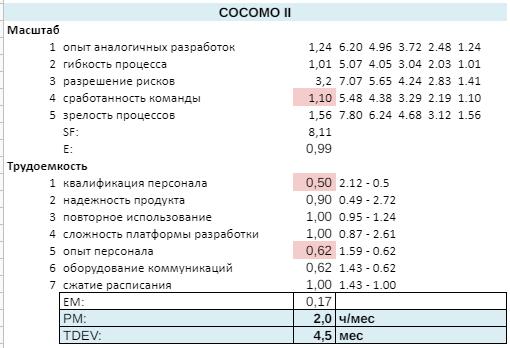 COCOMO II
Масштаб
1 опыт аналогичных разработок 1,24 6.20 4.96 3.72 2.48 1.24
2 гибкость процесса 1,01 5.07 4.05 3.04 2.03 1.01
3 разрешение рисков 3,2 7.07 5.65 4.24 2.83 1.41
4 сработанность команды 1,10 5.48 4.38 3.29 2.19 1.10
5 зрелость процессов 1,56 7.80 6.24 4.68 3.12 1.56
SF: 8,11
E: 0,99
Трудоемкость
1 квалификация персонала 0,50 2.12 - 0.5
2 надежность продукта 0,90 0.49 - 2.72
3 повторное использование 1,00 0.95 - 1.24
4 сложность платформы разработки 1,00 0.87 - 2.61
5 опыт персонала 0,62 1.59 - 0.62
6 оборудование коммуникаций 0,62 1.43 - 0.62
7 сжатие расписания 1,00 1.43 - 1.00
EM: 0,17
PM: 2,0 ч/мес
TDEV: 4,5 мес